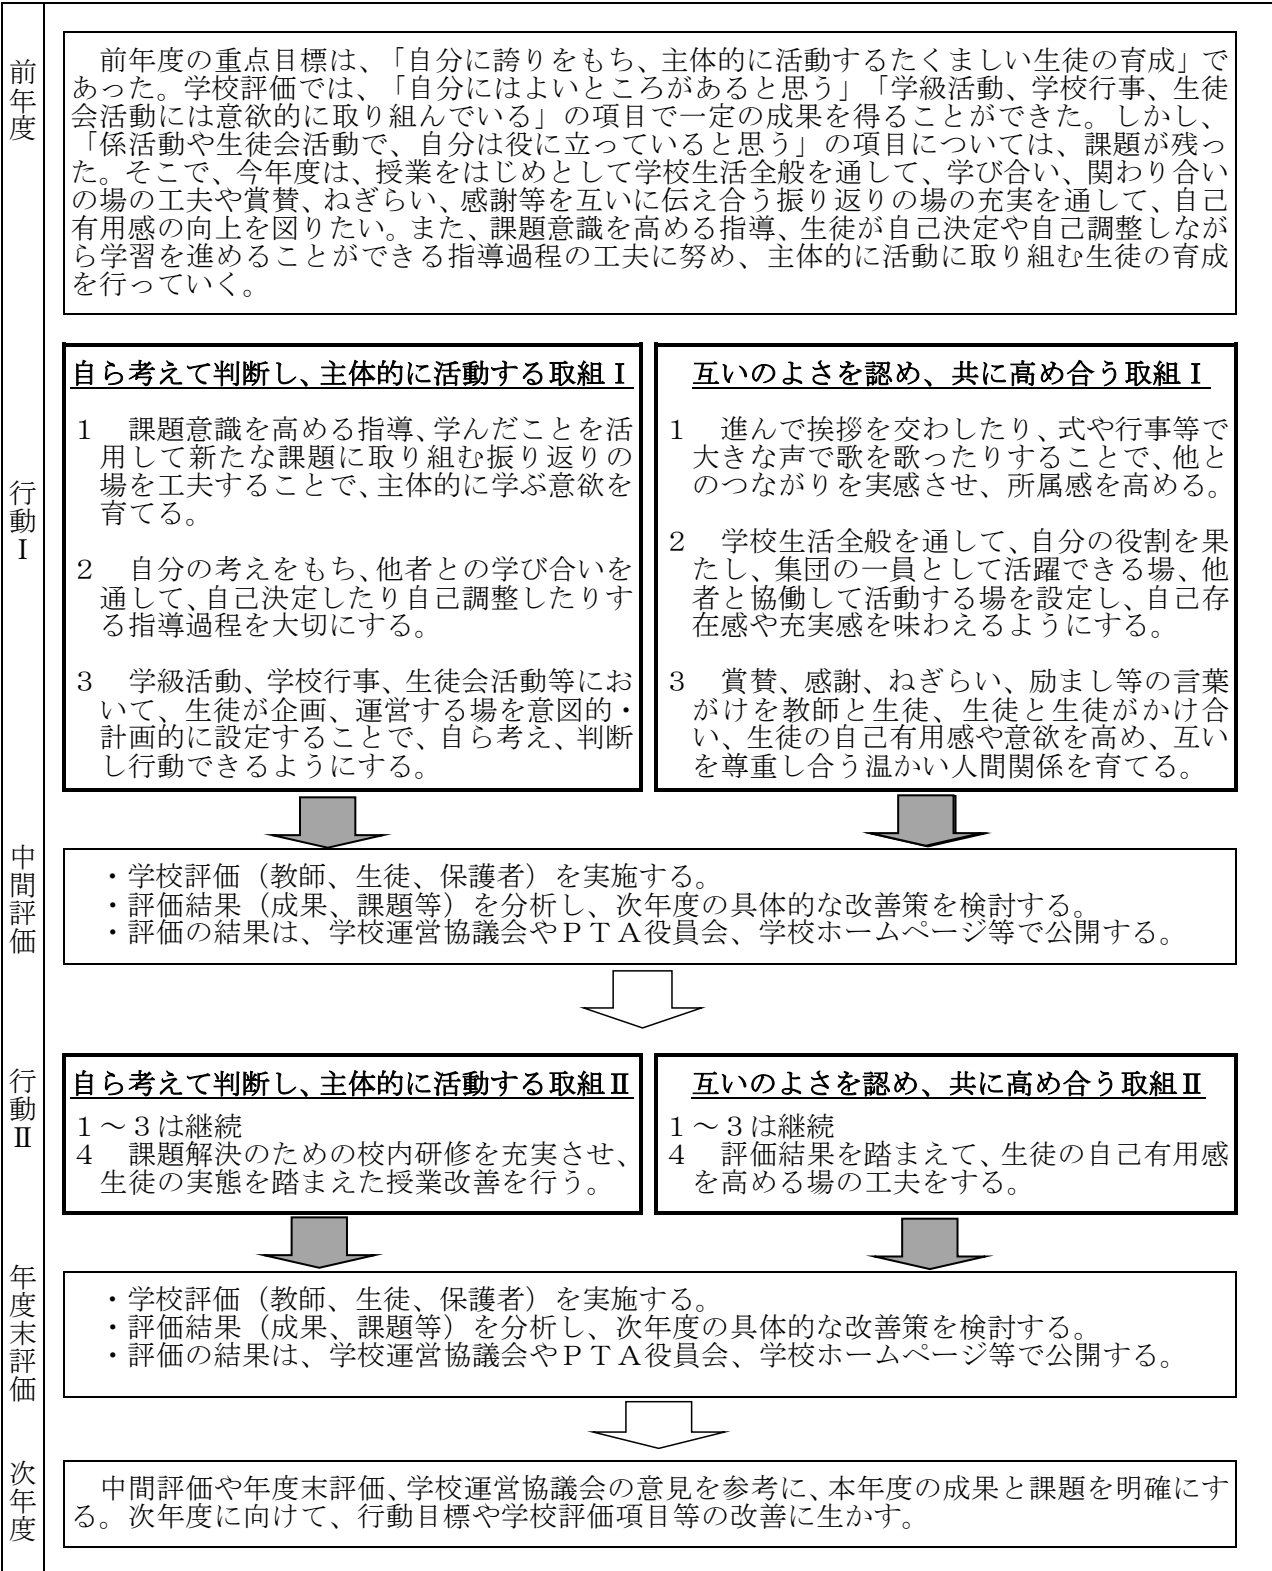 前年度
　前年度の重点目標は、「自分に誇りをもち、主体的に活動するたくましい生徒の育成」で
あった。学校評価では、「自分にはよいところがあると思う」「学級活動、学校行事、生徒
会活動には意欲的に取り組んでいる」の項目で一定の成果を得ることができた。しかし、
「係活動や生徒会活動で、自分は役に立っていると思う」の項目については、課題が残っ
た。そこで、今年度は、授業をはじめとして学校生活全般を通して、学び合い、関わり合い
の場の工夫や賞賛、ねぎらい、感謝等を互いに伝え合う振り返りの場の充実を通して、自己
有用感の向上を図りたい。また、課題意識を高める指導、生徒が自己決定や自己調整しなが
ら学習を進めることができる指導過程の工夫に努め、主体的に活動に取り組む生徒の育成
を行っていく。
行動Ⅰ
自ら考えて判断し、主体的に活動する取組Ⅰ
１　課題意識を高める指導、学んだことを活
用して新たな課題に取り組む振り返りの
場を工夫することで、主体的に学ぶ意欲を
育てる。
２　自分の考えをもち、他者との学び合いを
通して、自己決定したり自己調整したりす
る指導過程を大切にする。
３　学級活動、学校行事、生徒会活動等にお
いて、生徒が企画、運営する場を意図的・
計画的に設定することで、自ら考え、判断
し行動できるようにする。
互いのよさを認め、共に高め合う取組Ⅰ
１　進んで挨拶を交わしたり、式や行事等で
大きな声で歌を歌ったりすることで、他と
のつながりを実感させ、所属感を高める。
２　学校生活全般を通して、自分の役割を果
たし、集団の一員として活躍できる場、他
者と協働して活動する場を設定し、自己存
在感や充実感を味わえるようにする。
３　賞賛、感謝、ねぎらい、励まし等の言葉
がけを教師と生徒、生徒と生徒がかけ合
い、生徒の自己有用感や意欲を高め、互い
を尊重し合う温かい人間関係を育てる。
中間評価
・学校評価（教師、生徒、保護者）を実施する。
・評価結果（成果、課題等）を分析し、次年度の具体的な改善策を検討する。
・評価の結果は、学校運営協議会やＰＴＡ役員会、学校ホームページ等で公開する。
行動Ⅱ
自ら考えて判断し、主体的に活動する取組Ⅱ
１～３は継続
４　課題解決のための校内研修を充実させ、
生徒の実態を踏まえた授業改善を行う。
互いのよさを認め、共に高め合う取組Ⅱ
１～３は継続
４　評価結果を踏まえて、生徒の自己有用感
を高める場の工夫をする。
年度末評価
・学校評価（教師、生徒、保護者）を実施する。
・評価結果（成果、課題等）を分析し、次年度の具体的な改善策を検討する。
・評価の結果は、学校運営協議会やＰＴＡ役員会、学校ホームページ等で公開する。
次年度
　中間評価や年度末評価、学校運営協議会の意見を参考に、本年度の成果と課題を明確にす
る。次年度に向けて、行動目標や学校評価項目等の改善に生かす。